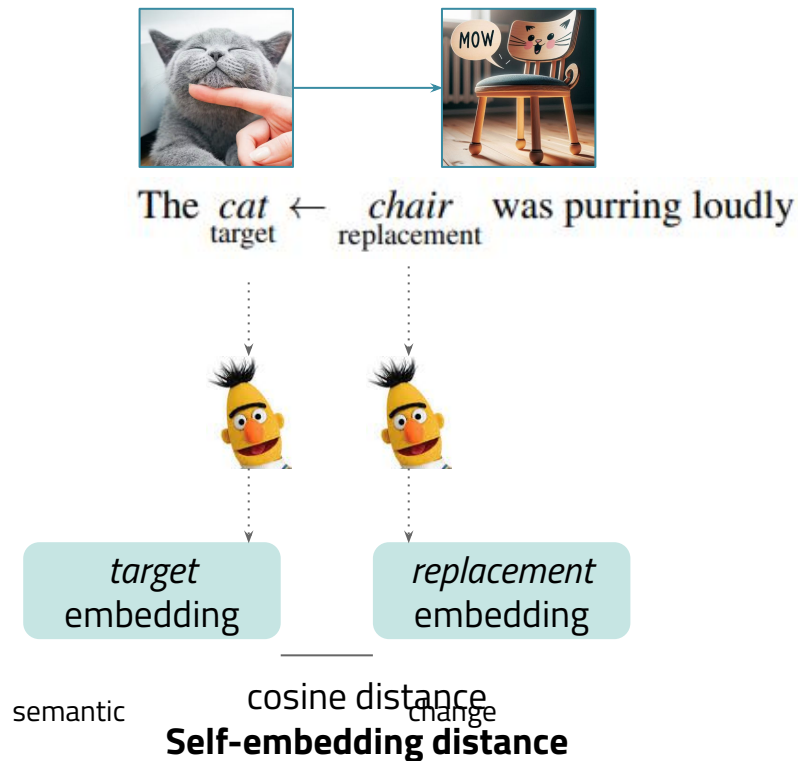 MOW
The cat ← chair was purring loudly
target replacement
target embedding
replacement embedding
cosine distance
semantic change
Self-embedding distance